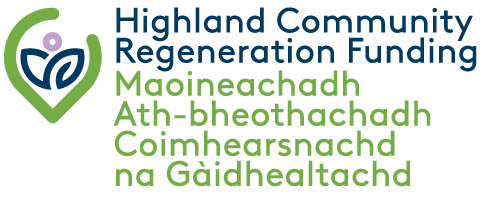 Highland Community
Regeneration Funding
Maoineachadh
Ath-bheothachadh
Coimhearsnachd
na Gàidhealtachd